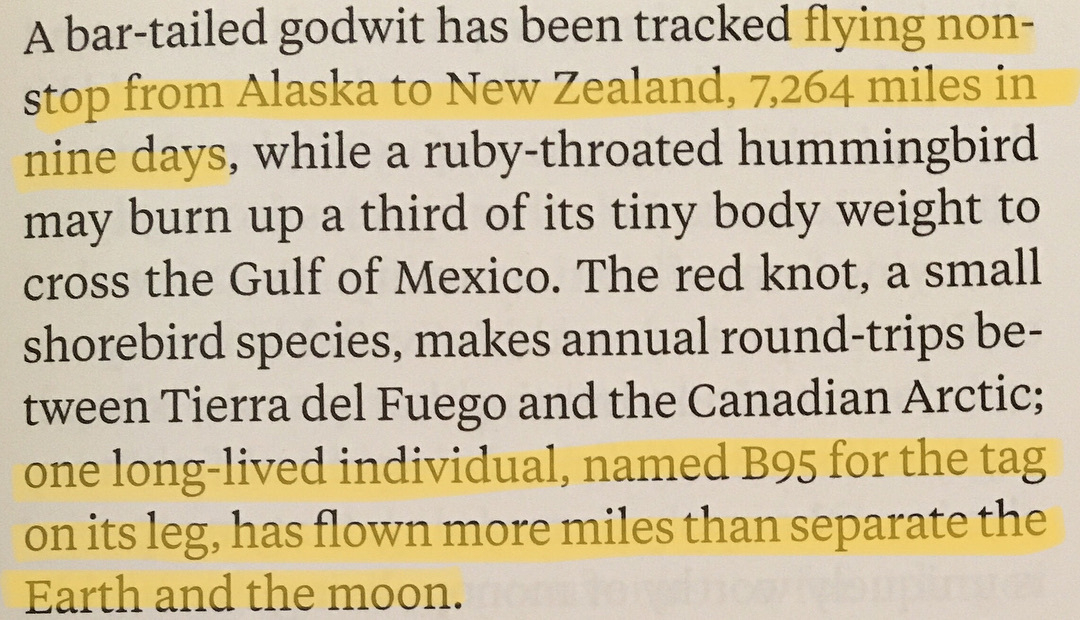 A bar-tailed godwit has been tracked flying non-
stop from Alaska to New Zealand, 7,264 miles in
nine days, while a ruby-throated hummingbird
may burn up a third of its tiny body weight to
cross the Gulf of Mexico. The red knot, a small
shorebird species, makes annual round-trips be-
tween Tierra del Fuego and the Canadian Arctic;
one long-lived individual, named B95 for the tag
on its leg, has flown more miles than separate the
Earth and the moon.